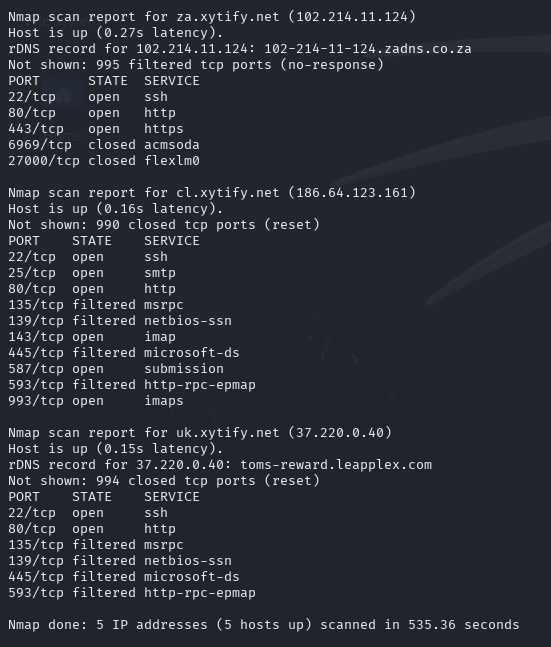 Nmap scan report for za.xytify.net (102.214.11.124)
Host is up (0.27s latency).
rDNS record for 102.214.11.124: 102-214-11-124.zadns.co.za
Not shown: 995 filtered tcp ports (no-response)
PORT      STATE  SERVICE
22/tcp    open   ssh
80/tcp    open   http
443/tcp   open   https
6969/tcp  closed acmsoda
27000/tcp closed flexlm0
Nmap scan report for cl.xytify.net (186.64.123.161)
Host is up (0.16s latency).
Not shown: 990 closed tcp ports (reset)
PORT    STATE    SERVICE
22/tcp  open     ssh
25/tcp  open     smtp
80/tcp  open     http
135/tcp filtered msrpc
139/tcp filtered netbios-ssn
143/tcp open     imap
445/tcp filtered microsoft-ds
587/tcp open     submission
593/tcp filtered http-rpc-epmap
993/tcp open     imaps
Nmap scan report for uk.xytify.net (37.220.0.40)
Host is up (0.15s latency).
rDNS record for 37.220.0.40: toms-reward.leapplex.com
Not shown: 994 closed tcp ports (reset)
PORT    STATE    SERVICE
22/tcp  open     ssh
80/tcp  open     http
135/tcp filtered msrpc
139/tcp filtered netbios-ssn
445/tcp filtered microsoft-ds
593/tcp filtered http-rpc-epmap
Nmap done: 5 IP addresses (5 hosts up) scanned in 535.36 seconds